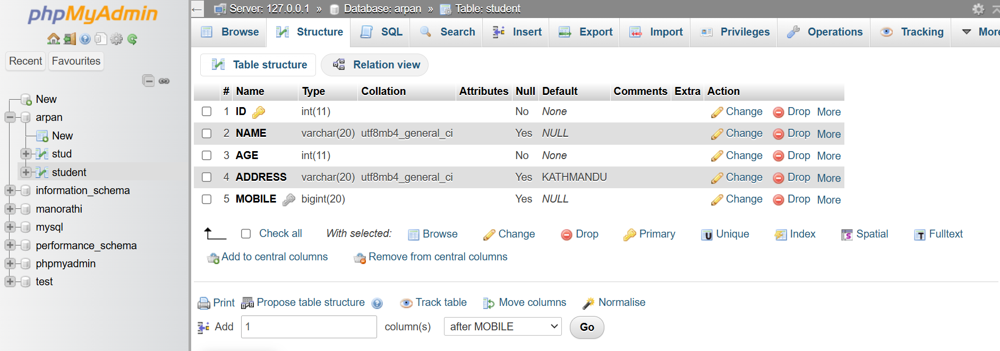 phpMyAdmin
Recent Favourites
New
arpan
New
stud
student
information_schema
manorathi
mysql
performance_schema
phpmyadmin
test
Server: 127.0.0.1 » Database: arpan » Table: student
Browse Structure SQL Search Insert Export Import Privileges Operations Tracking More
Table structure Relation view
# Name Type Collation Attributes Null Default Comments Extra Action
1 ID int(11) No None Change Drop More
2 NAME varchar(20) utf8mb4_general_ci Yes NULL Change Drop More
3 AGE int(11) No None Change Drop More
4 ADDRESS varchar(20) utf8mb4_general_ci Yes KATHMANDU Change Drop More
5 MOBILE bigint(20) Yes NULL Change Drop More
Check all With selected: Browse Change Drop Primary U Unique Index S Spatial T Fulltext
Add to central columns Remove from central columns
Print Propose table structure Track table Move columns Normalise
Add 1 column(s) after MOBILE Go